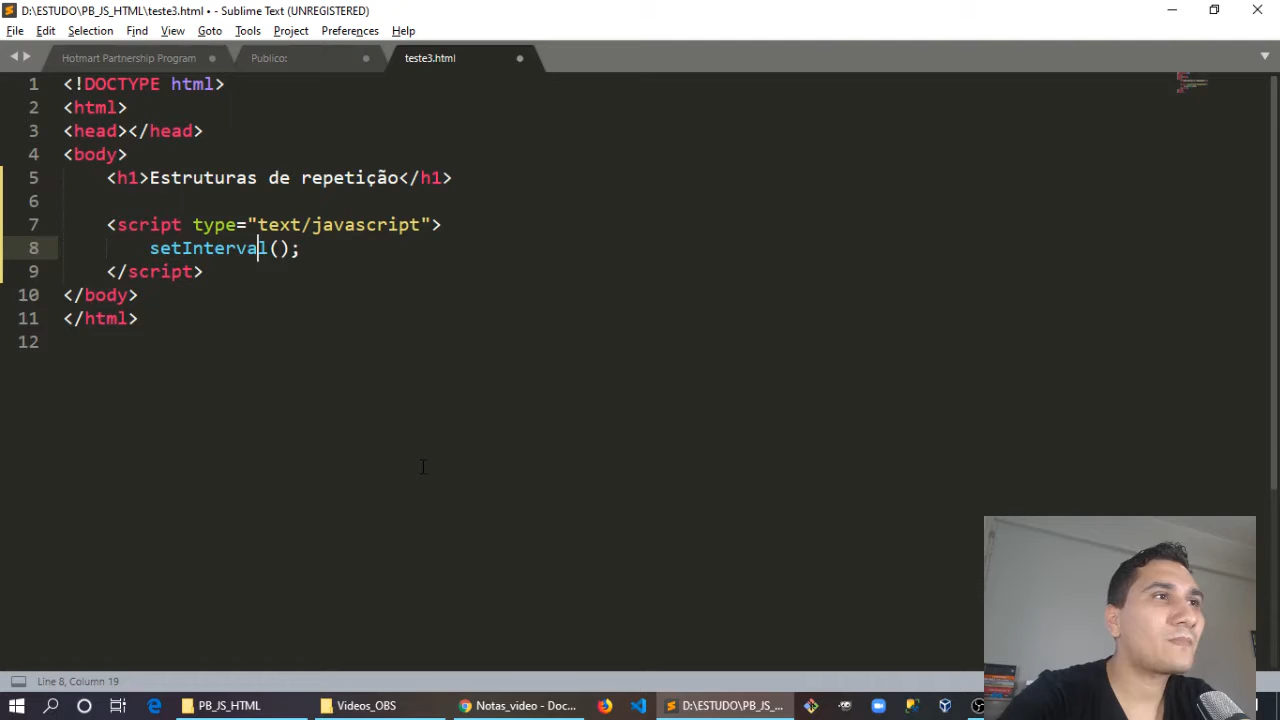 D:\ESTUDO\PB_JS_HTML\teste3.html • - Sublime Text (UNREGISTERED)
File Edit Selection Find View Goto Tools Project Preferences Help
Hotmart Partnership Program Publico: teste3.html
1 <!DOCTYPE html>
2 <html>
3 <head></head>
4 <body>
5 <h1>Estruturas de repetição</h1>
6
7 <script type="text/javascript">
8 setInterval();
9 </script>
10 </body>
11 </html>
12
Line 8, Column 19
PB_JS_HTML Videos_OBS Notas_video - Doc... D:\ESTUDO\PB_JS_...